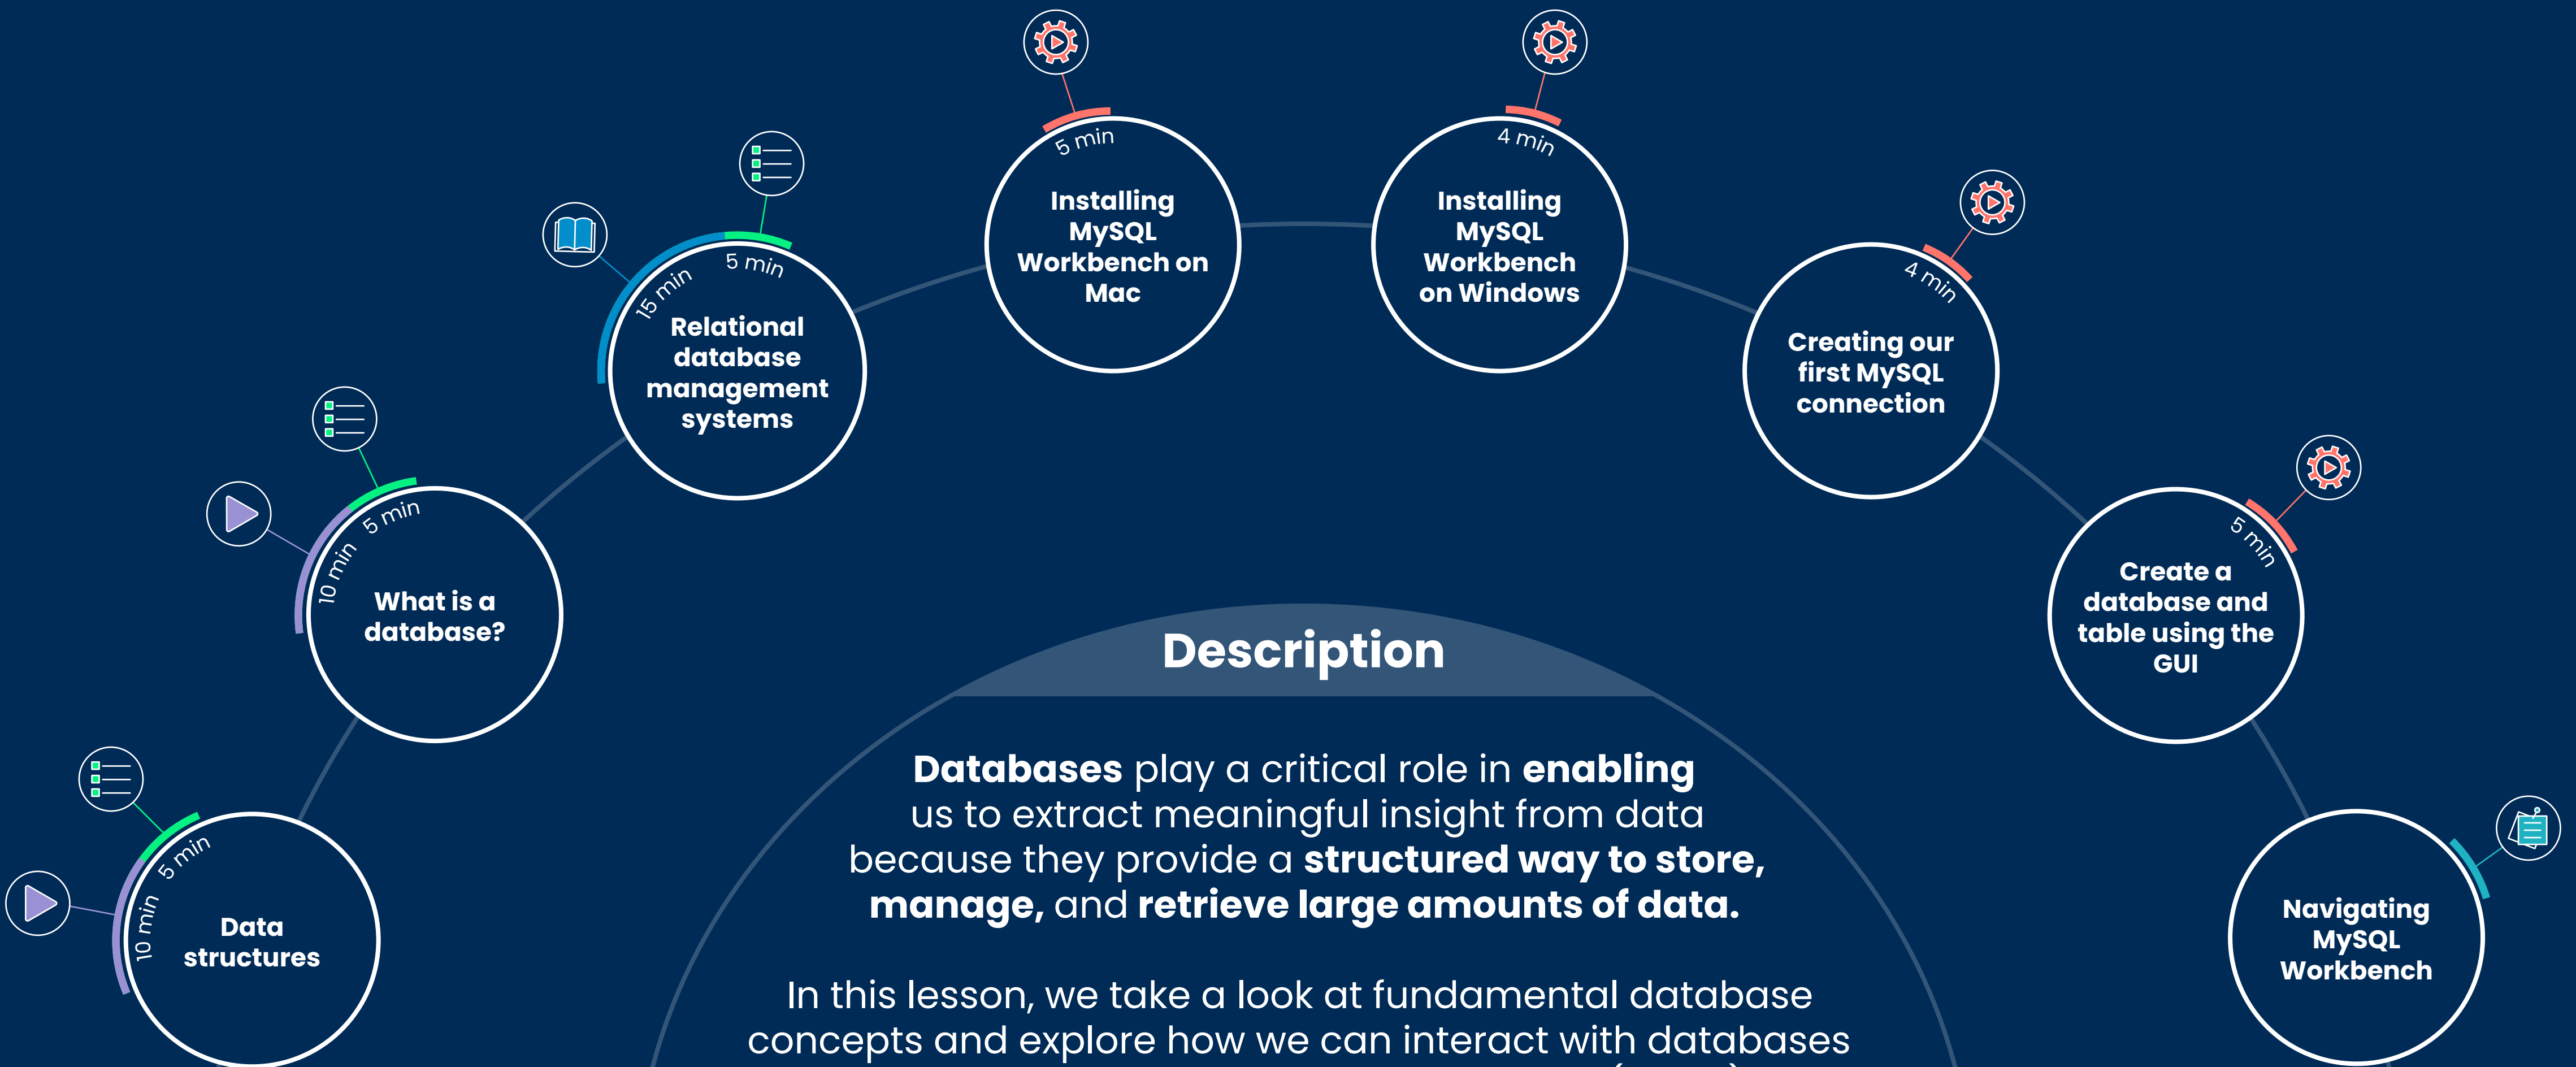 10 min
5 min
Data
structures
10 min
5 min
What is a
database?
15 min
5 min
Relational
database
management
systems
5 min
Installing
MySQL
Workbench on
Mac
4 min
Installing
MySQL
Workbench
on Windows
4 min
Creating our
first MySQL
connection
5 min
Create a
database and
table using the
GUI
Navigating
MySQL
Workbench
Description
Databases play a critical role in enabling
us to extract meaningful insight from data
because they provide a structured way to store,
manage, and retrieve large amounts of data.
In this lesson, we take a look at fundamental database
concepts and explore how we can interact with databases